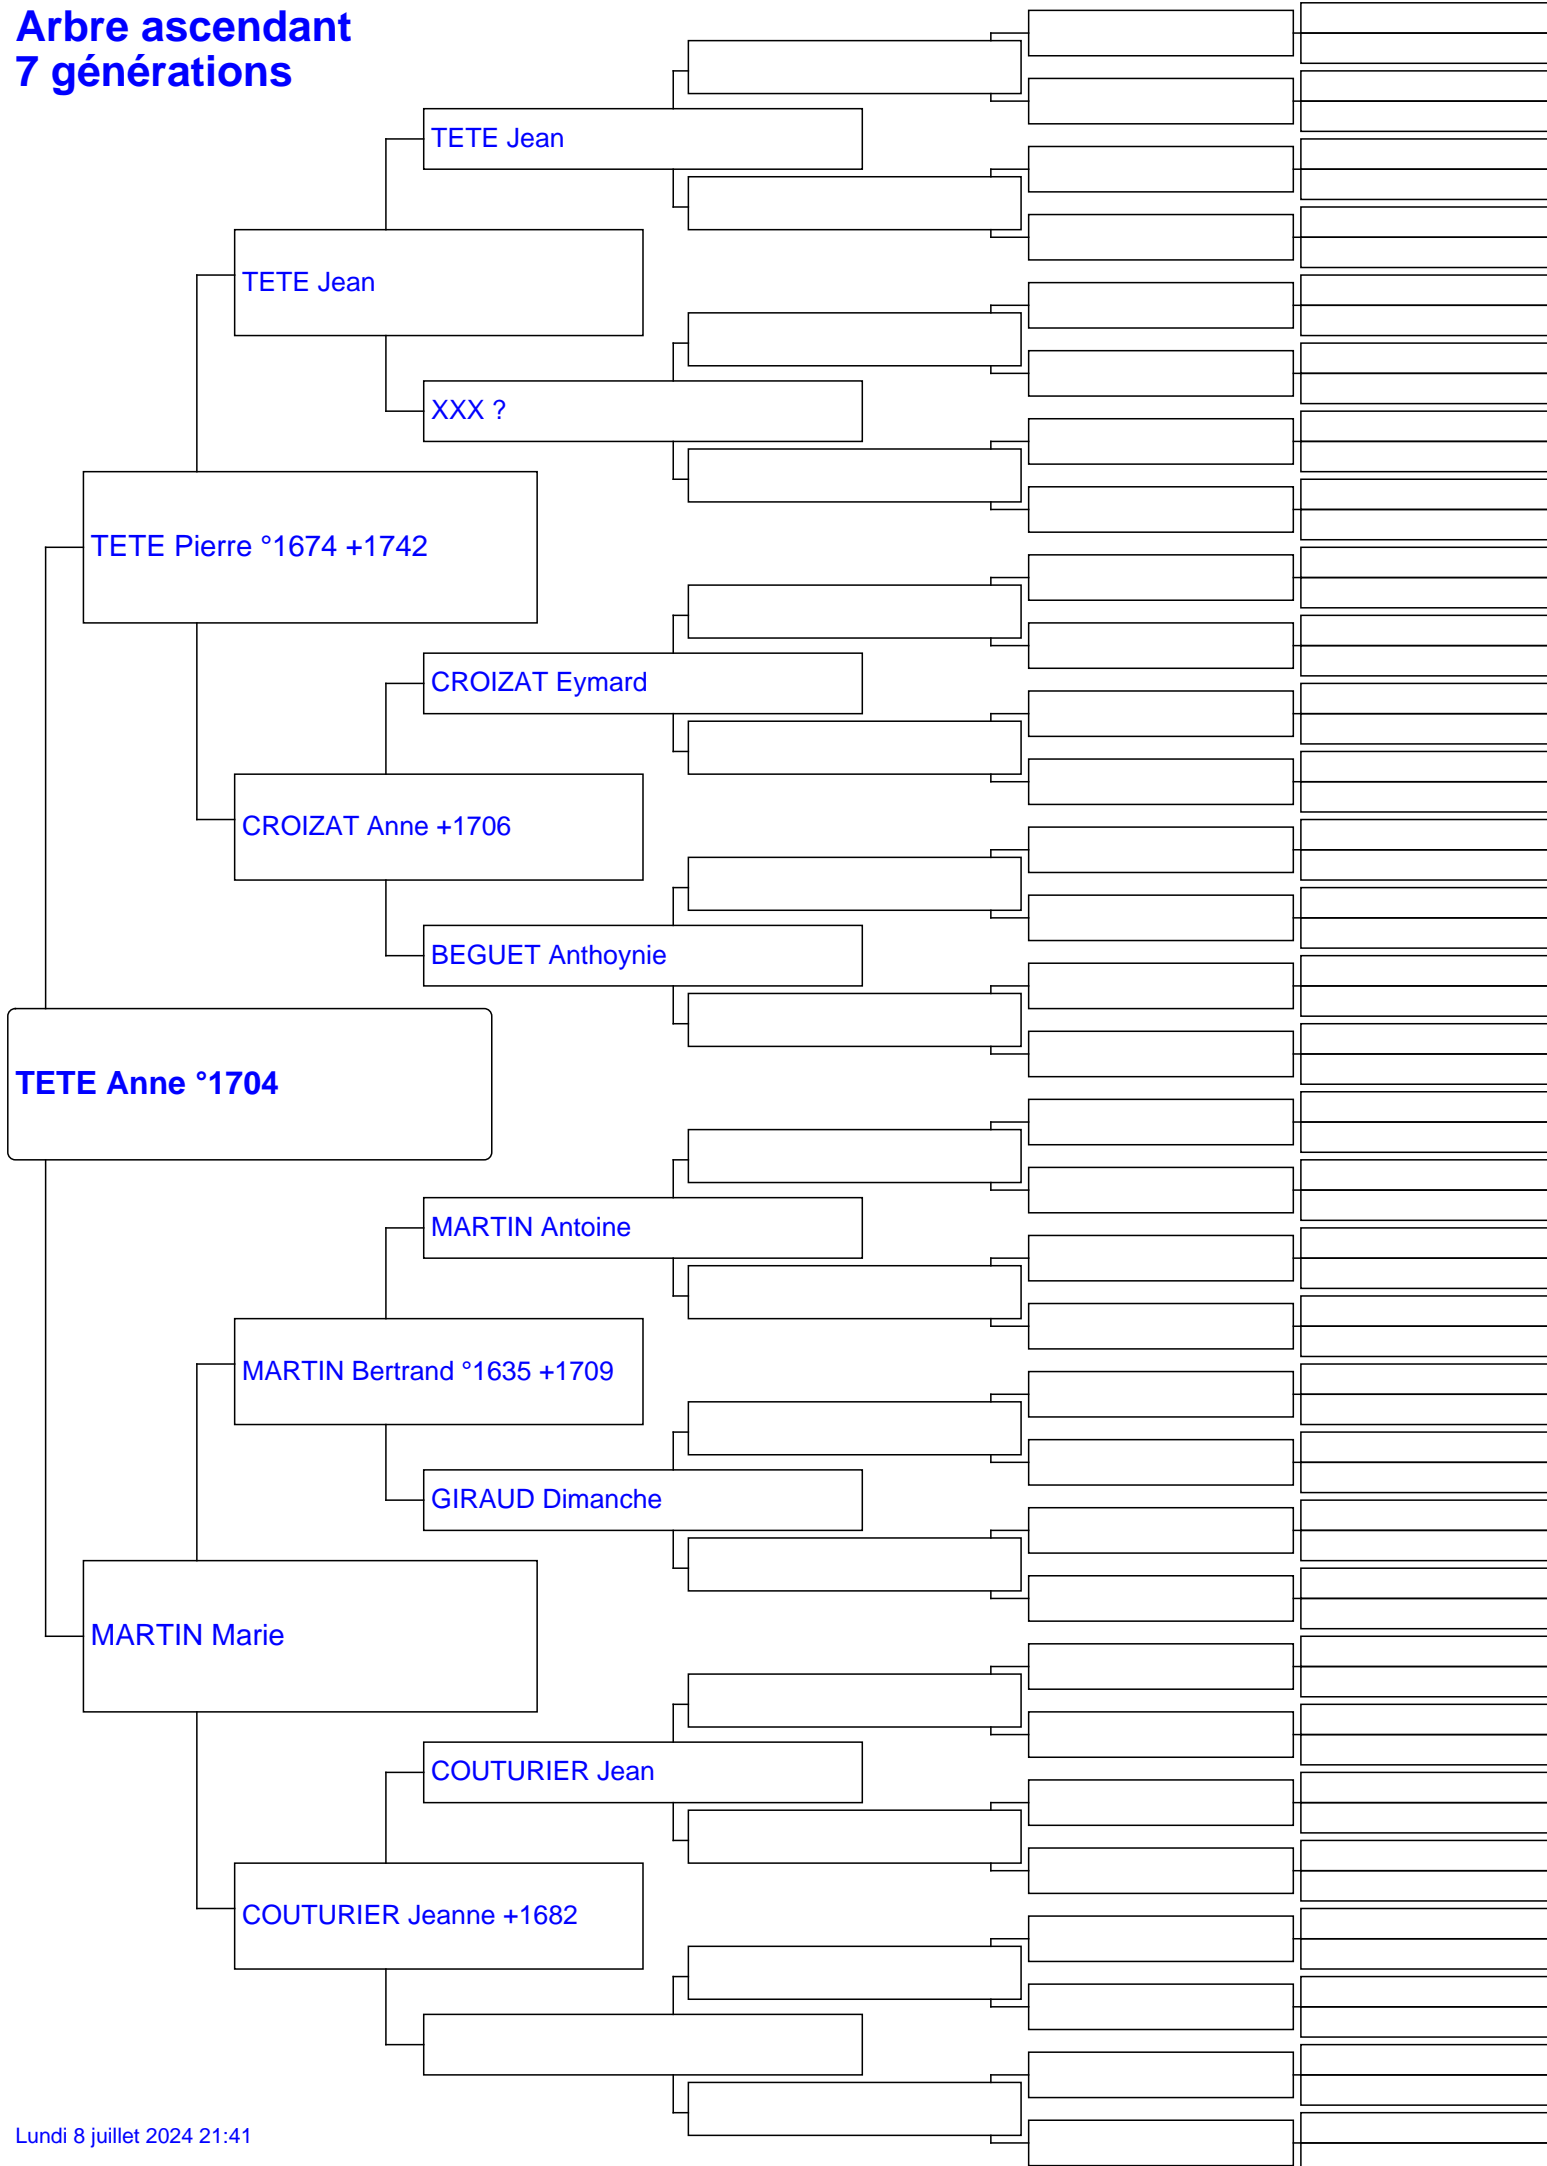 Arbre ascendant
7 générations
TETE Jean
TETE Jean
XXX ?
TETE Pierre °1674 +1742
CROIZAT Eymard
CROIZAT Anne +1706
BEGUET Anthoynie
TETE Anne °1704
MARTIN Antoine
MARTIN Bertrand °1635 +1709
GIRAUD Dimanche
MARTIN Marie
COUTURIER Jean
COUTURIER Jeanne +1682
Lundi 8 juillet 2024 21:41